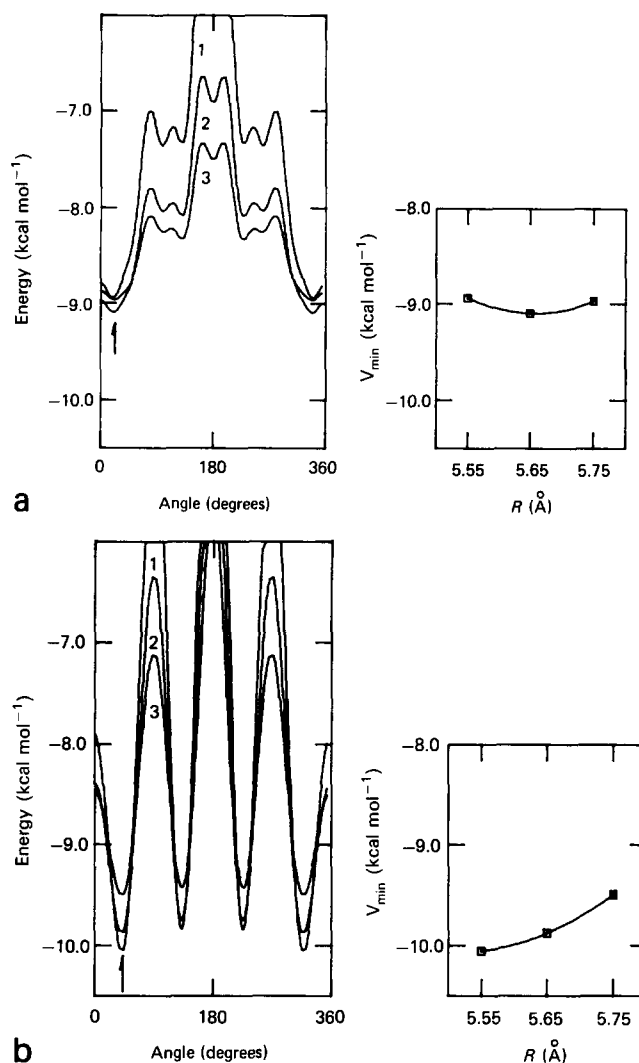 1
2
3
−7.0
−8.0
−9.0
−10.0
Energy (kcal mol⁻¹)
0 180 360
Angle (degrees)
−8.0
−9.0
−10.0
V_min (kcal mol⁻¹)
5.55 5.65 5.75
R (Å)
a
1
2
3
−7.0
−8.0
−9.0
−10.0
Energy (kcal mol⁻¹)
0 180 360
Angle (degrees)
−8.0
−9.0
−10.0
V_min (kcal mol⁻¹)
5.55 5.65 5.75
R (Å)
b